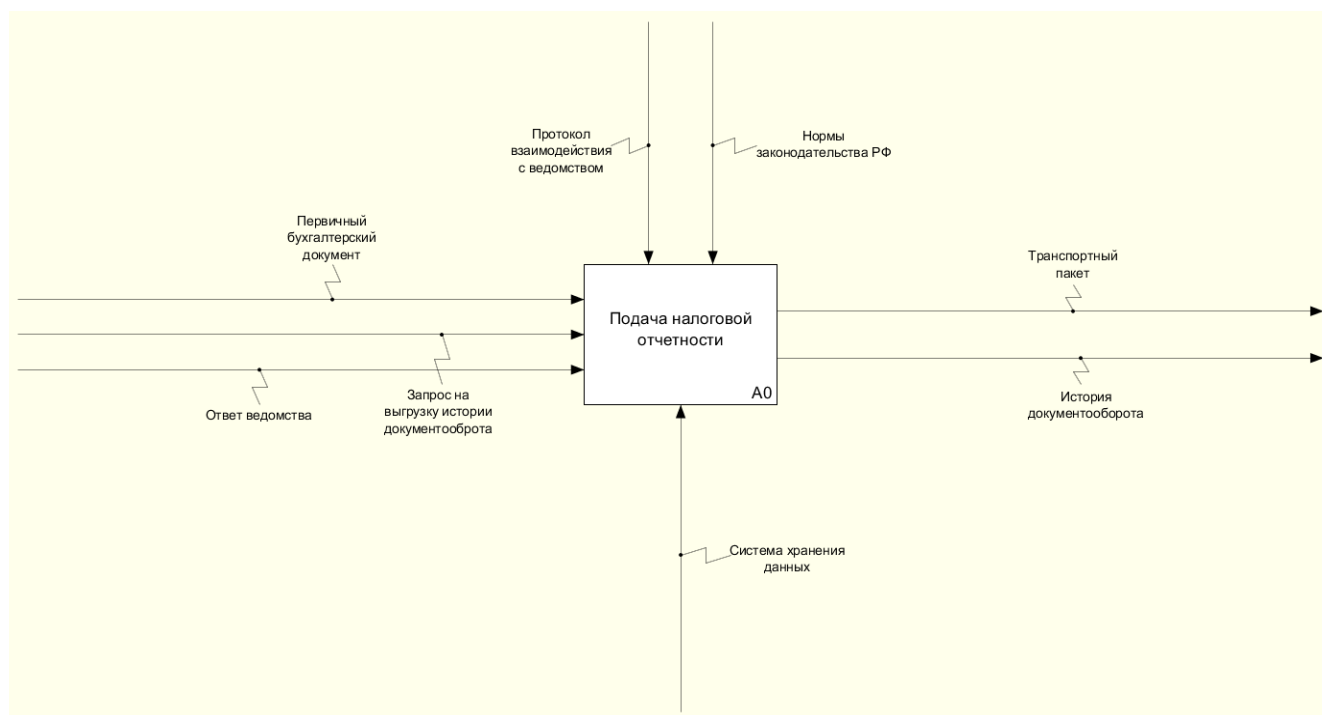 Протокол
взаимодействия
с ведомством
Нормы
законодательства РФ
Первичный
бухгалтерский
документ
Транспортный
пакет
Подача налоговой
отчетности
A0
Запрос на
выгрузку истории
документооброта
Ответ ведомства
История
документооборота
Система хранения
данных